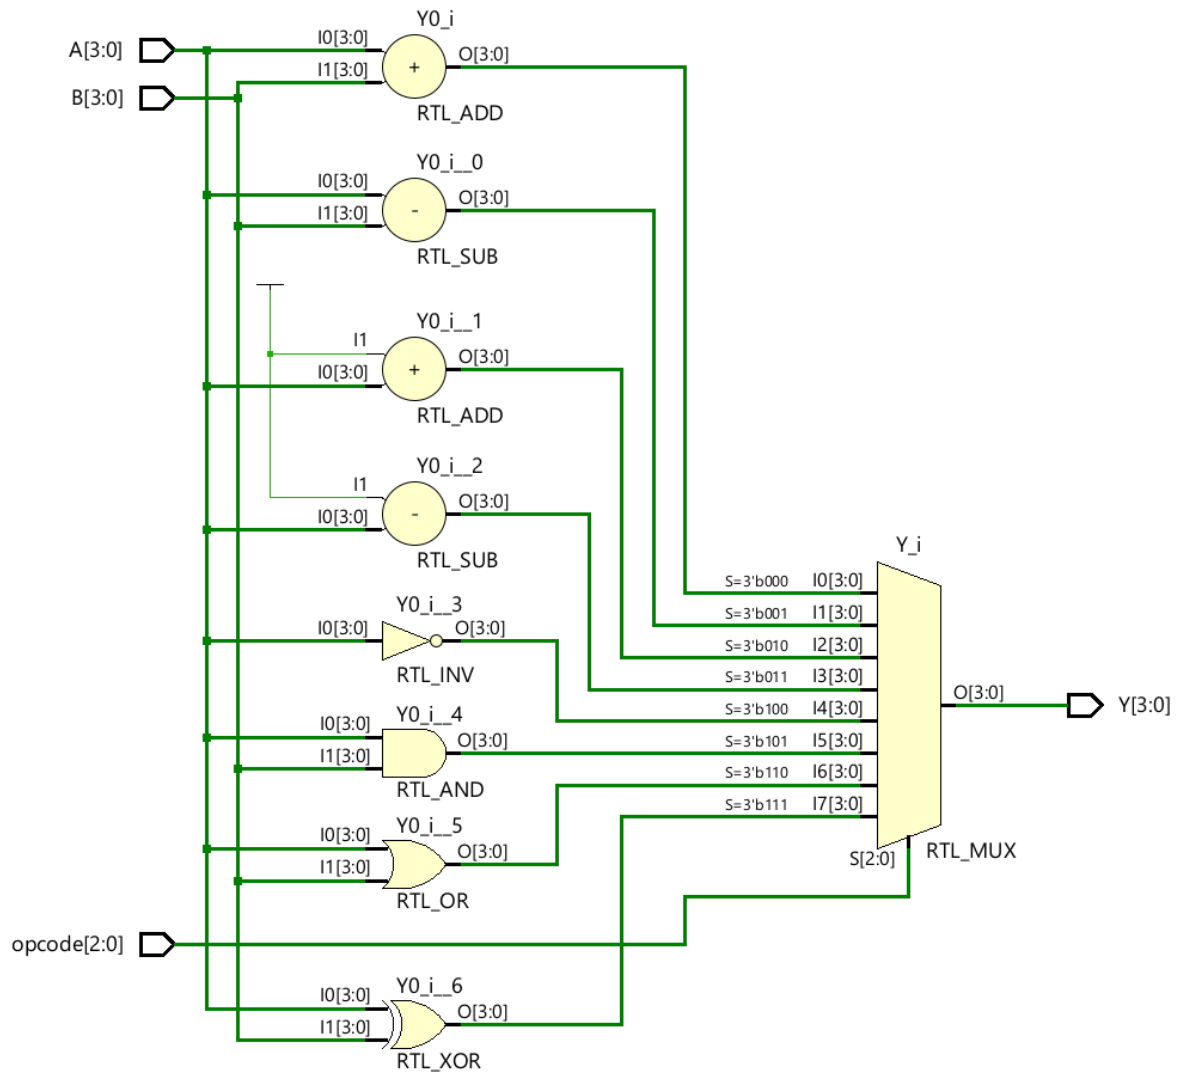 Y0_i
A[3:0]
I0[3:0]
O[3:0]
+
I1[3:0]
B[3:0]
RTL_ADD
Y0_i__0
I0[3:0]
O[3:0]
-
I1[3:0]
RTL_SUB
Y0_i__1
I1
O[3:0]
+
I0[3:0]
RTL_ADD
Y0_i__2
I1
O[3:0]
-
I0[3:0]
RTL_SUB
Y0_i__3
I0[3:0]
O[3:0]
RTL_INV
Y0_i__4
I0[3:0]
O[3:0]
I1[3:0]
RTL_AND
Y0_i__5
I0[3:0]
O[3:0]
I1[3:0]
RTL_OR
opcode[2:0]
Y0_i__6
I0[3:0]
O[3:0]
I1[3:0]
RTL_XOR
Y_i
S=3'b000 I0[3:0]
S=3'b001 I1[3:0]
S=3'b010 I2[3:0]
S=3'b011 I3[3:0]
S=3'b100 I4[3:0]
S=3'b101 I5[3:0]
S=3'b110 I6[3:0]
S=3'b111 I7[3:0]
O[3:0]
Y[3:0]
S[2:0]
RTL_MUX